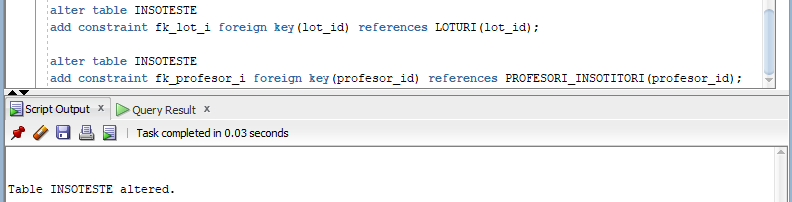 alter table INSOTESTE
add constraint fk_lot_i foreign key(lot_id) references LOTURI(lot_id);
alter table INSOTESTE
add constraint fk_profesor_i foreign key(profesor_id) references PROFESORI_INSOTITORI(profesor_id);
Script Output x Query Result x
Task completed in 0.03 seconds
Table INSOTESTE altered.